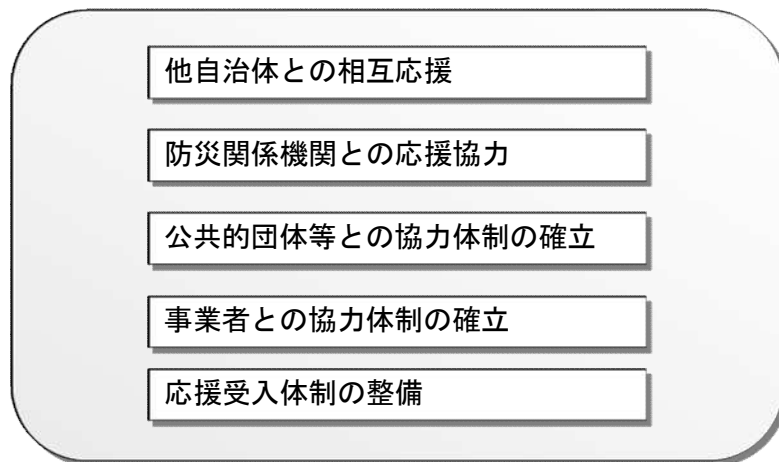 他自治体との相互応援
防災関係機関との応援協力
公共的団体等との協力体制の確立
事業者との協力体制の確立
応援受入体制の整備